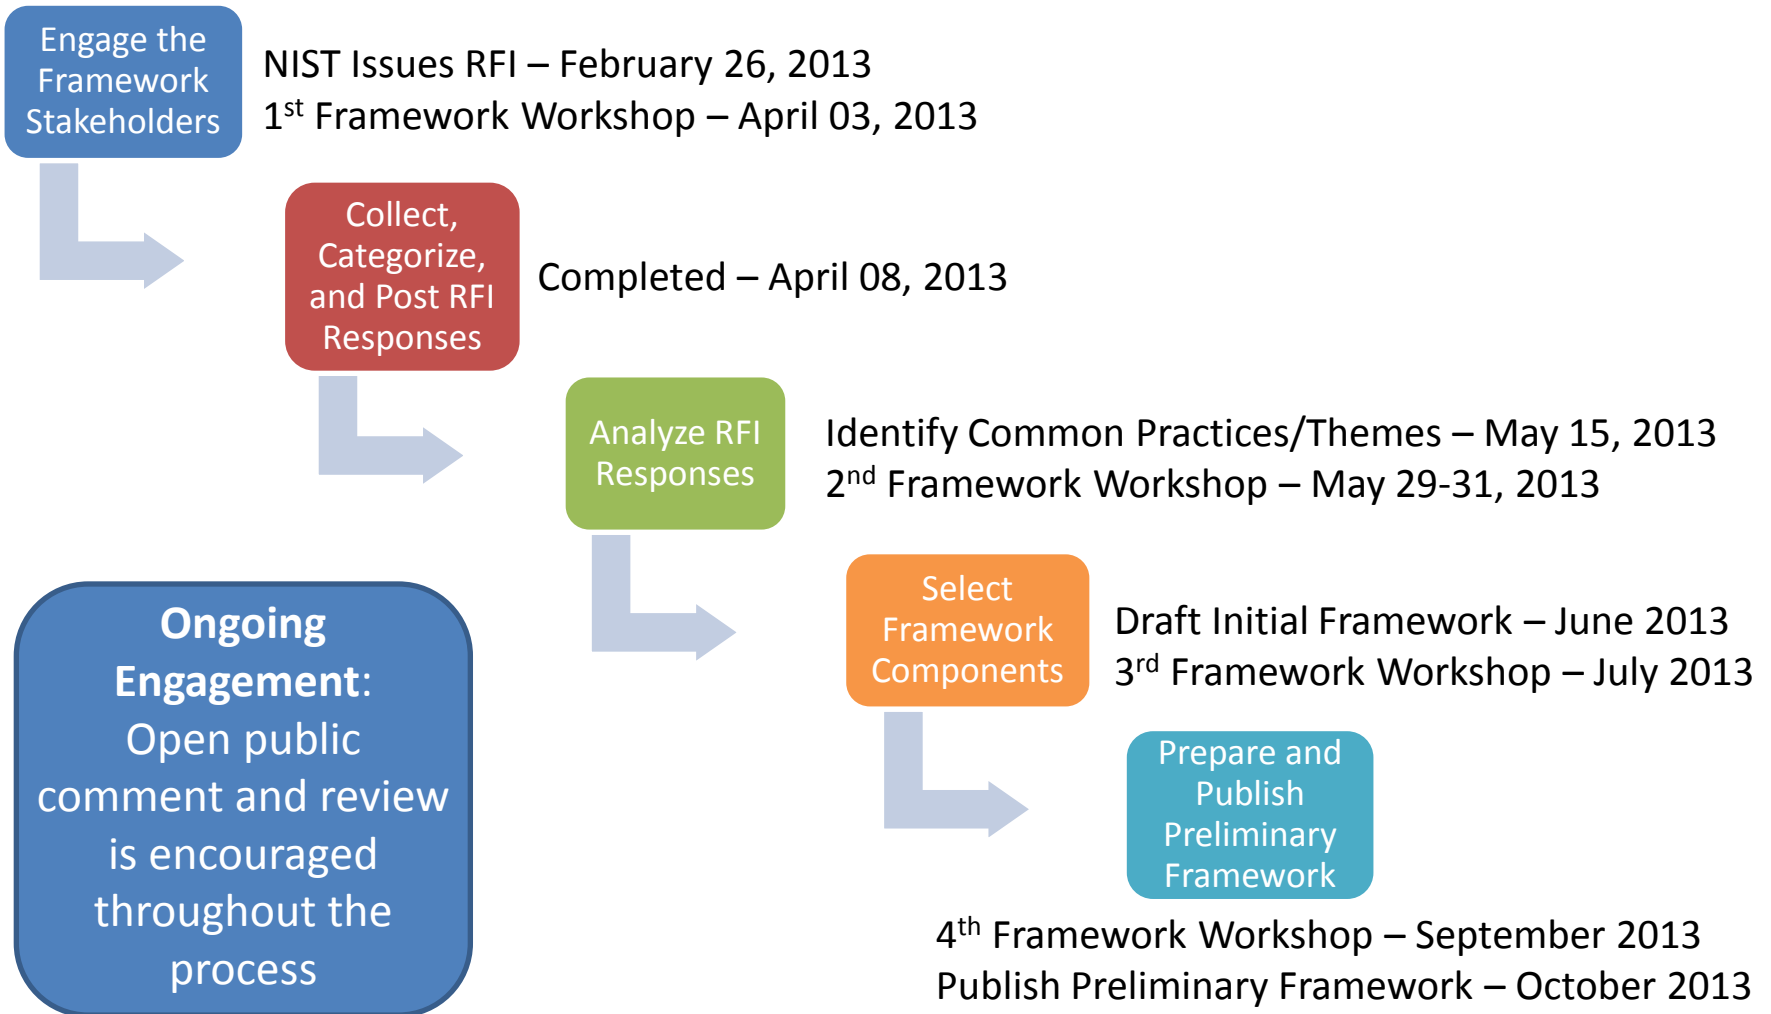 Engage the
Framework
Stakeholders
NIST Issues RFI – February 26, 2013
1st Framework Workshop – April 03, 2013
Collect,
Categorize,
and Post RFI
Responses
Completed – April 08, 2013
Analyze RFI
Responses
Identify Common Practices/Themes – May 15, 2013
2nd Framework Workshop – May 29-31, 2013
Select
Framework
Components
Draft Initial Framework – June 2013
3rd Framework Workshop – July 2013
Prepare and
Publish
Preliminary
Framework
4th Framework Workshop – September 2013
Publish Preliminary Framework – October 2013
Ongoing
Engagement:
Open public
comment and review
is encouraged
throughout the
process